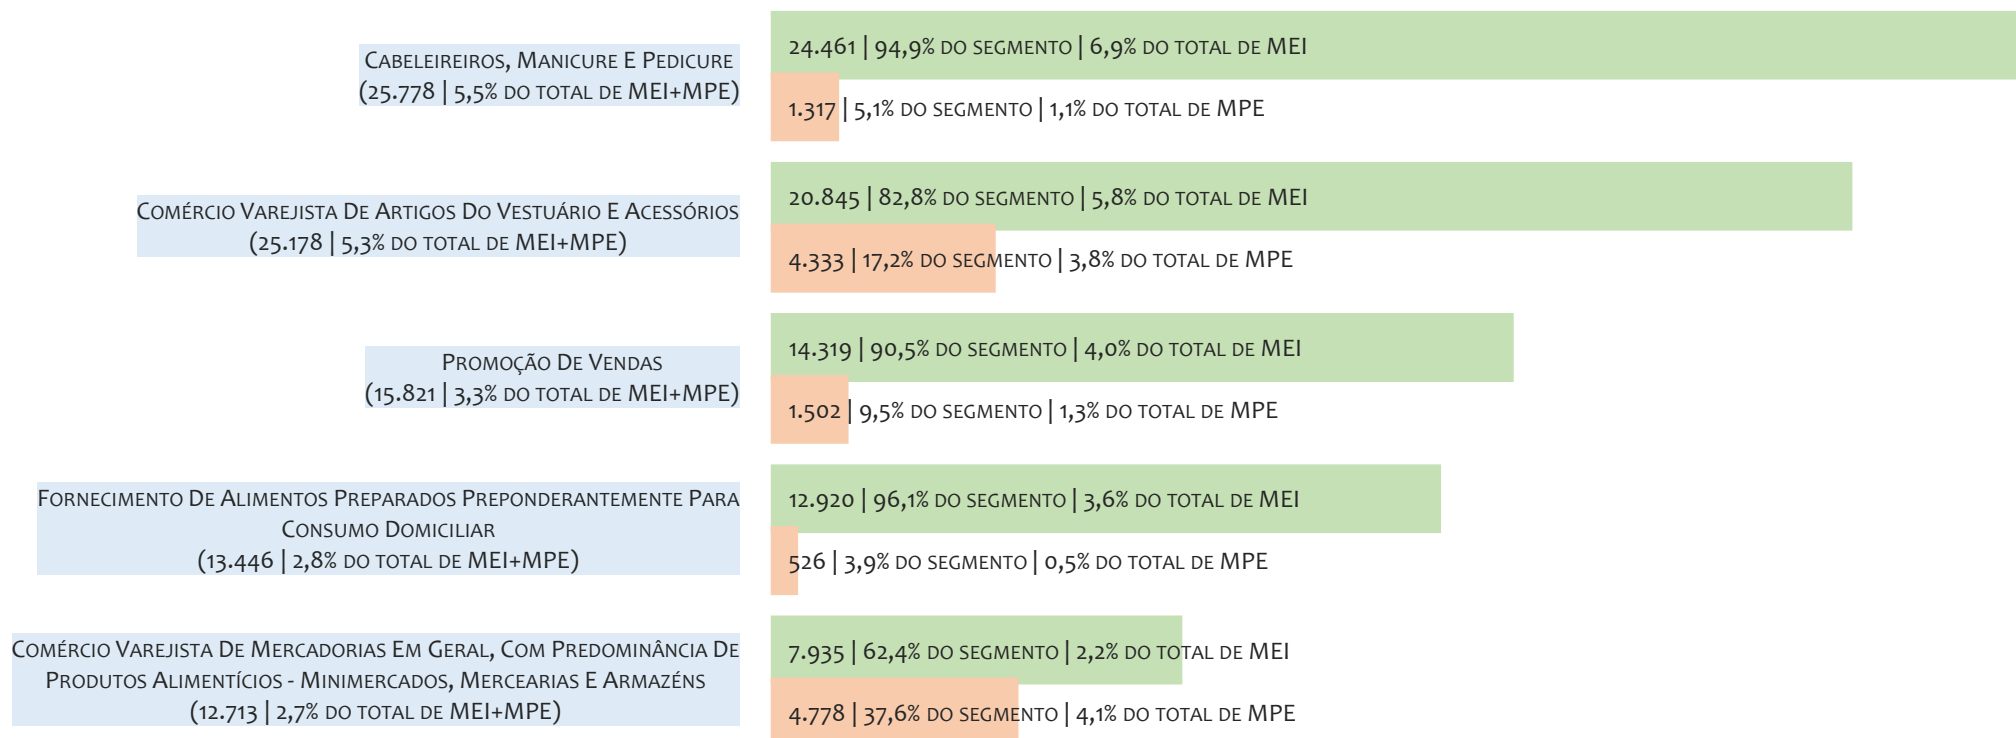 Cabeleireiros, Manicure E Pedicure
(25.778 | 5,5% do total de MEI+MPE)
24.461 | 94,9% do segmento | 6,9% do total de MEI
1.317 | 5,1% do segmento | 1,1% do total de MPE
Comércio Varejista De Artigos Do Vestuário E Acessórios
(25.178 | 5,3% do total de MEI+MPE)
20.845 | 82,8% do segmento | 5,8% do total de MEI
4.333 | 17,2% do segmento | 3,8% do total de MPE
Promoção De Vendas
(15.821 | 3,3% do total de MEI+MPE)
14.319 | 90,5% do segmento | 4,0% do total de MEI
1.502 | 9,5% do segmento | 1,3% do total de MPE
Fornecimento De Alimentos Preparados Preponderantemente Para
Consumo Domiciliar
(13.446 | 2,8% do total de MEI+MPE)
12.920 | 96,1% do segmento | 3,6% do total de MEI
526 | 3,9% do segmento | 0,5% do total de MPE
Comércio Varejista De Mercadorias Em Geral, Com Predominância De
Produtos Alimentícios - Minimercados, Mercearias E Armazéns
(12.713 | 2,7% do total de MEI+MPE)
7.935 | 62,4% do segmento | 2,2% do total de MEI
4.778 | 37,6% do segmento | 4,1% do total de MPE